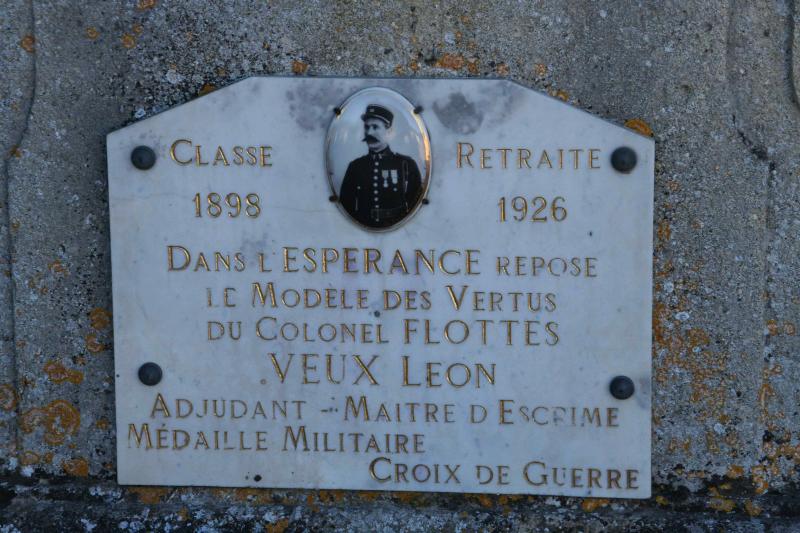 CLASSE RETRAITE
1898 1926
DANS L'ESPERANCE REPOSE
LE MODÈLE DES VERTUS
DU COLONEL FLOTTES
VEUX LEON
ADJUDANT - MAITRE D'ESCRIME
MÉDAILLE MILITAIRE
CROIX DE GUERRE